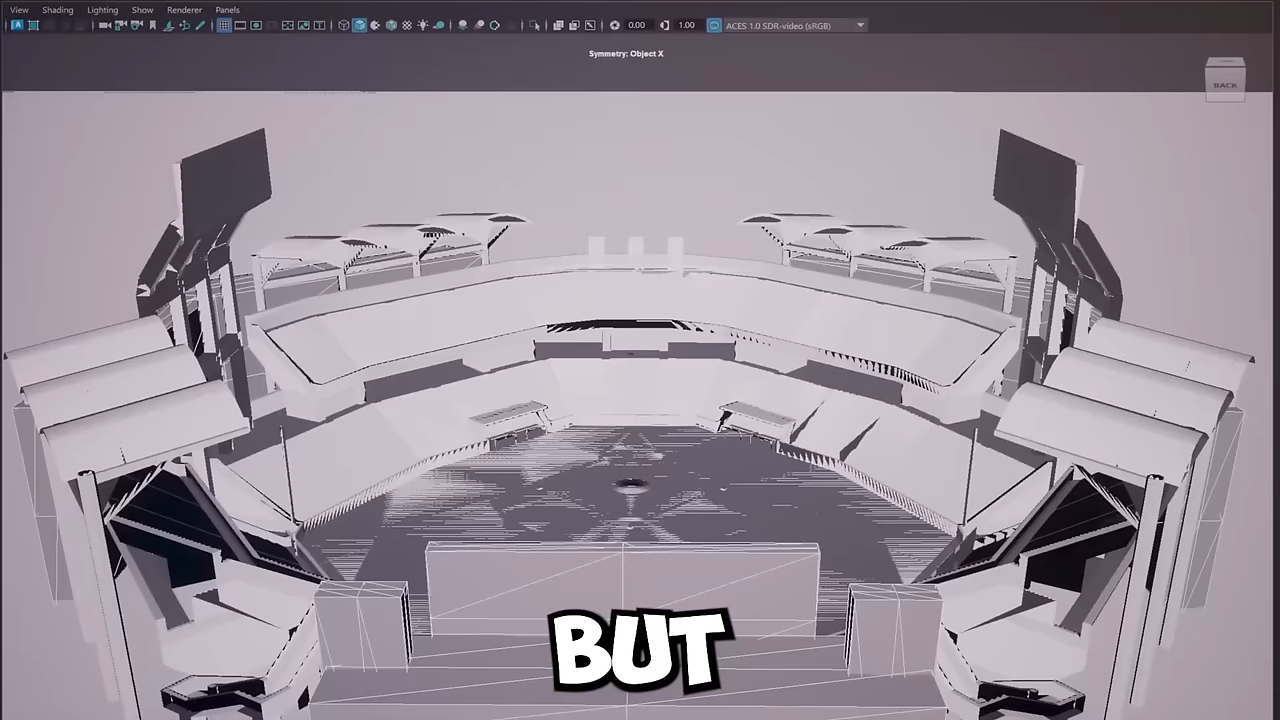 View Shading Lighting Show Renderer Panels
0.00 1.00 ACES 1.0 SDR-video (sRGB)
Symmetry: Object X
BACK
BUT